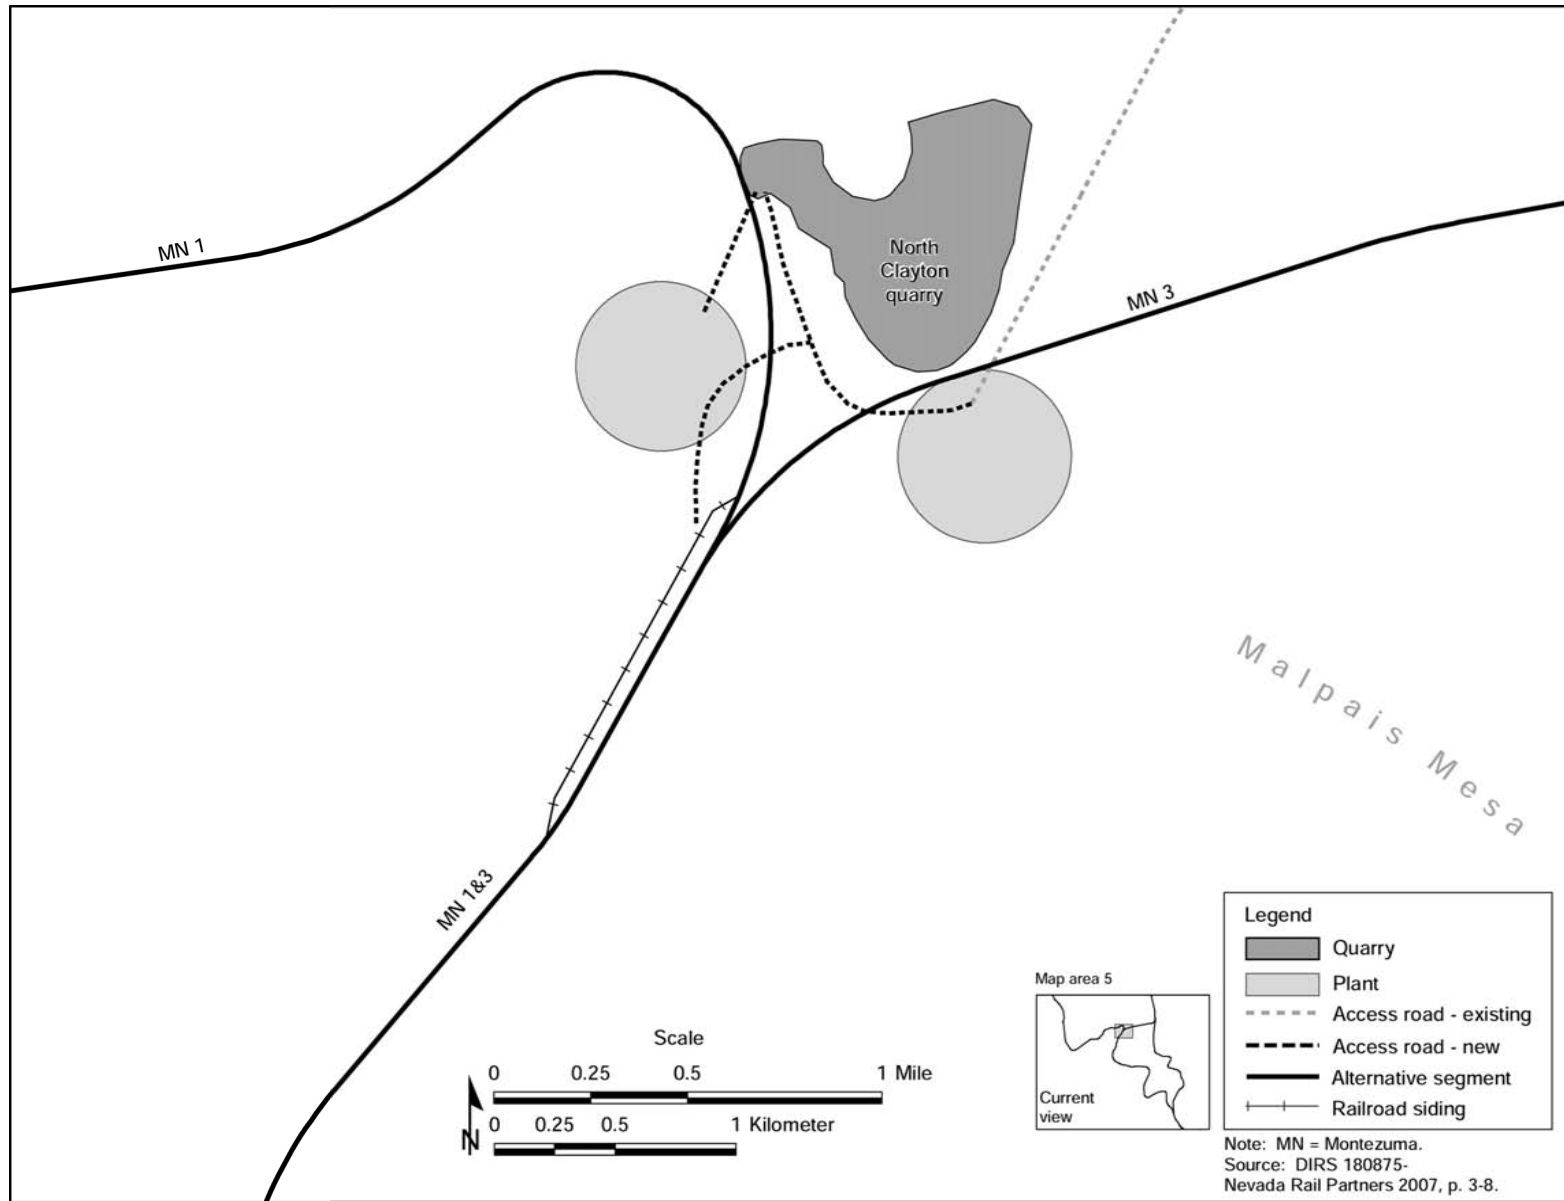 MN 1
North
Clayton
quarry
MN 3
Malpais Mesa
MN 1&3
Legend
Quarry
Plant
Access road - existing
Access road - new
Alternative segment
Railroad siding
Map area 5
Current
view
Scale
0 0.25 0.5 1 Mile
0 0.25 0.5 1 Kilometer
N
Note: MN = Montezuma.
Source: DIRS 180875-
Nevada Rail Partners 2007, p. 3-8.